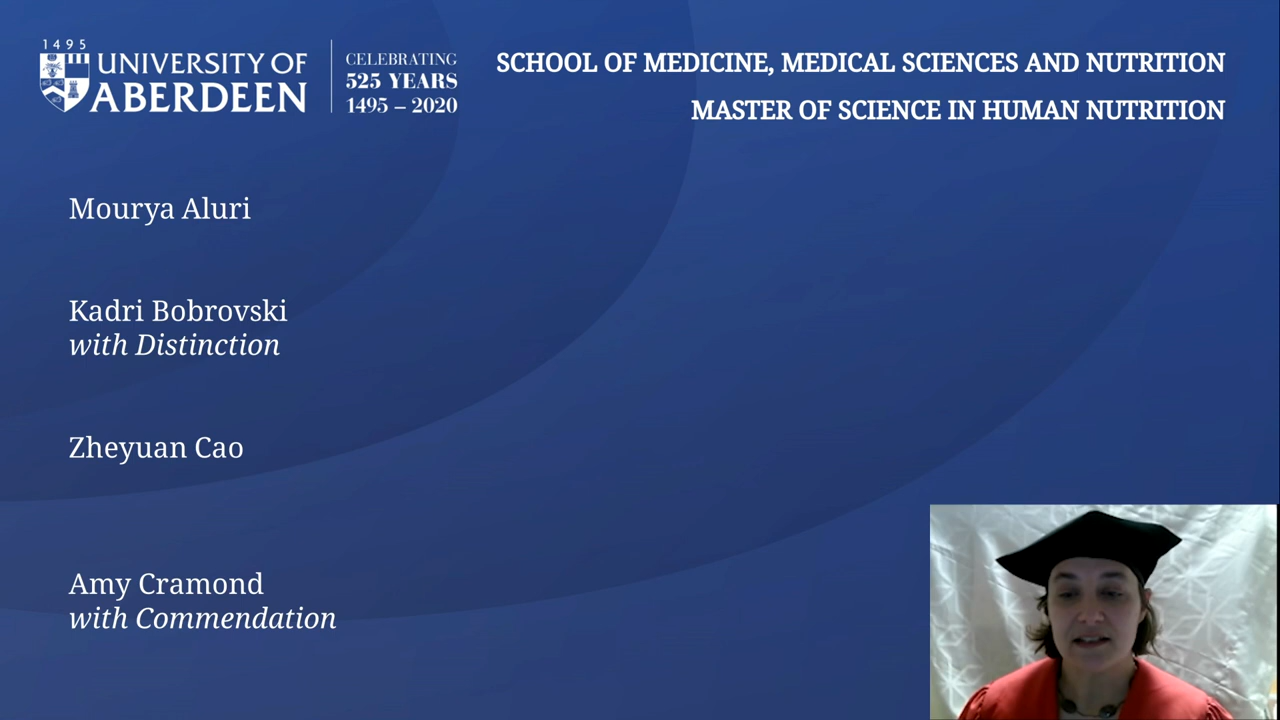 1495
UNIVERSITY OF
ABERDEEN
CELEBRATING
525 YEARS
1495 – 2020
SCHOOL OF MEDICINE, MEDICAL SCIENCES AND NUTRITION
MASTER OF SCIENCE IN HUMAN NUTRITION
Mourya Aluri
Kadri Bobrovski
with Distinction
Zheyuan Cao
Amy Cramond
with Commendation